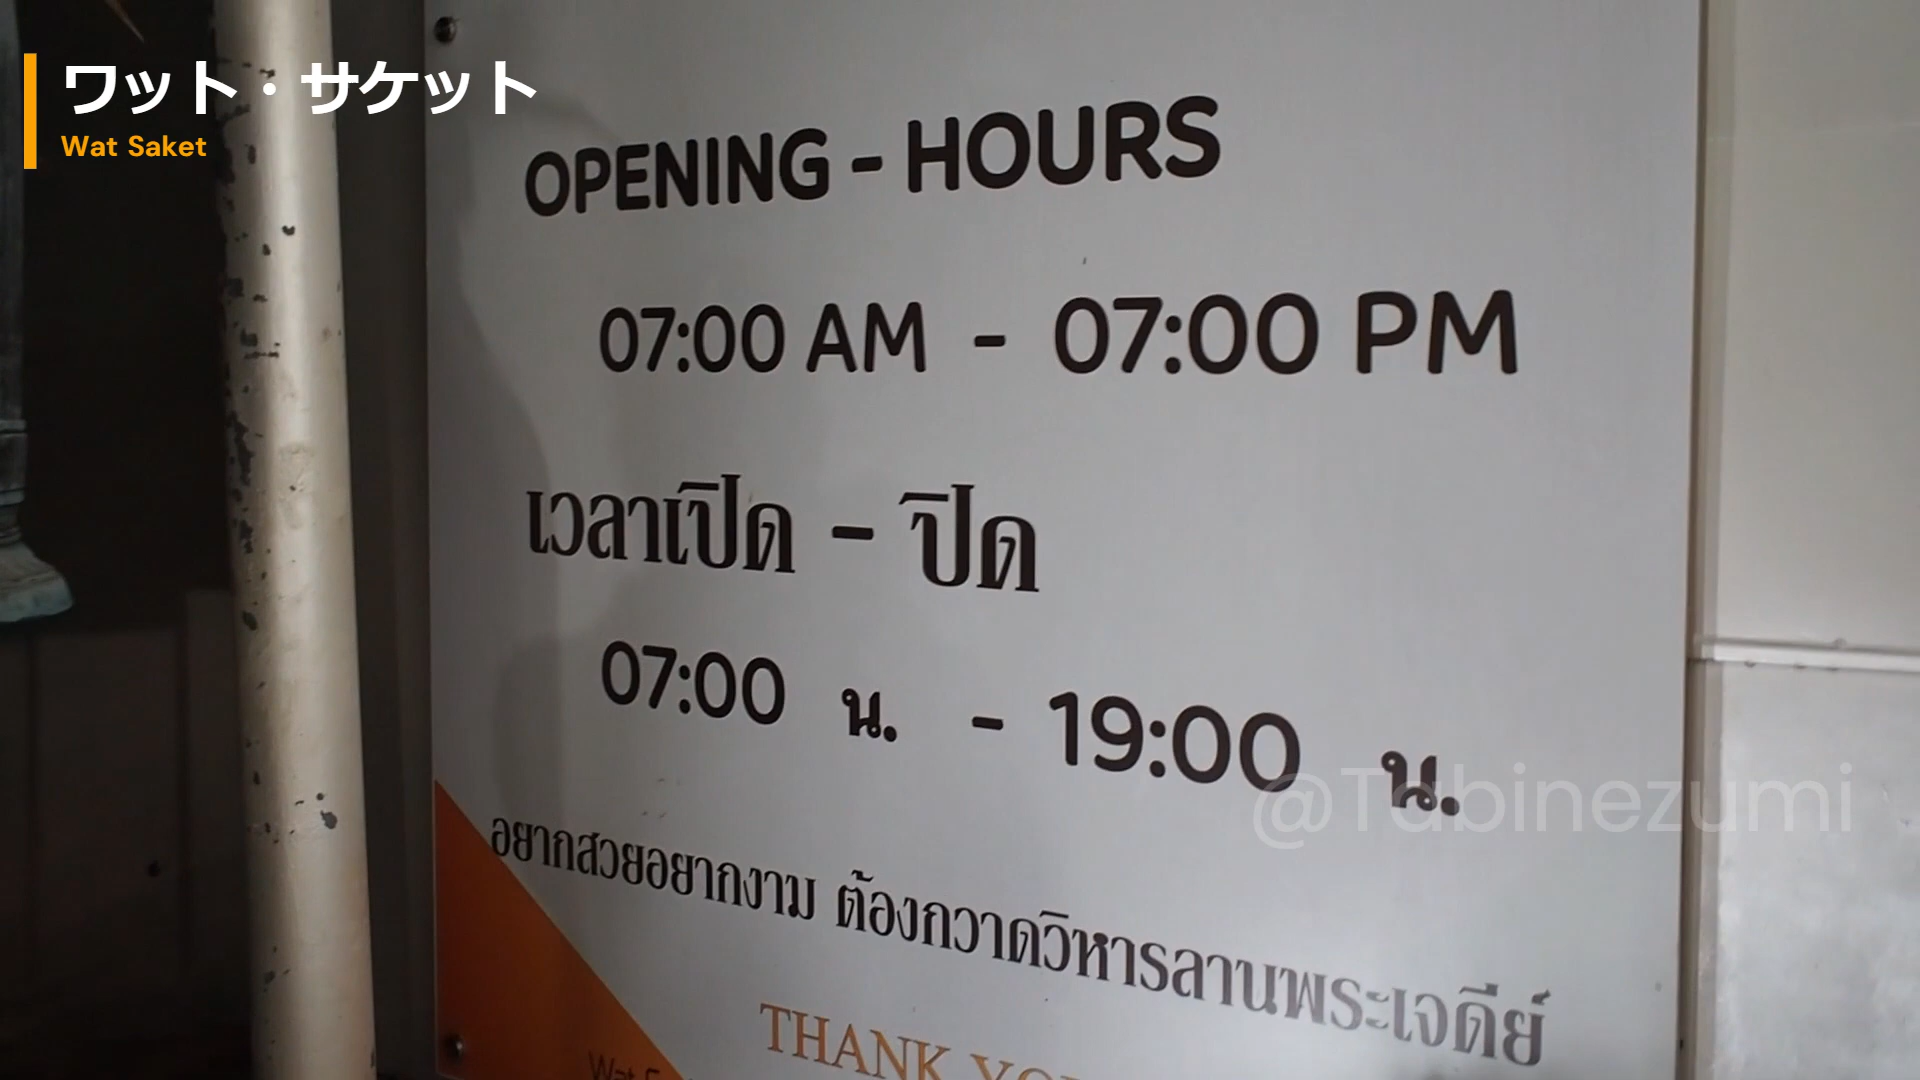 ワット・サケット
Wat Saket
OPENING - HOURS
07:00 AM - 07:00 PM
เวลาเปิด - ปิด
07:00 น. - 19:00 น.
@Tabinezumi
อยากสวยอยากงาม ต้องกวาดวิหารลานพระเจดีย์
THANK
Wat